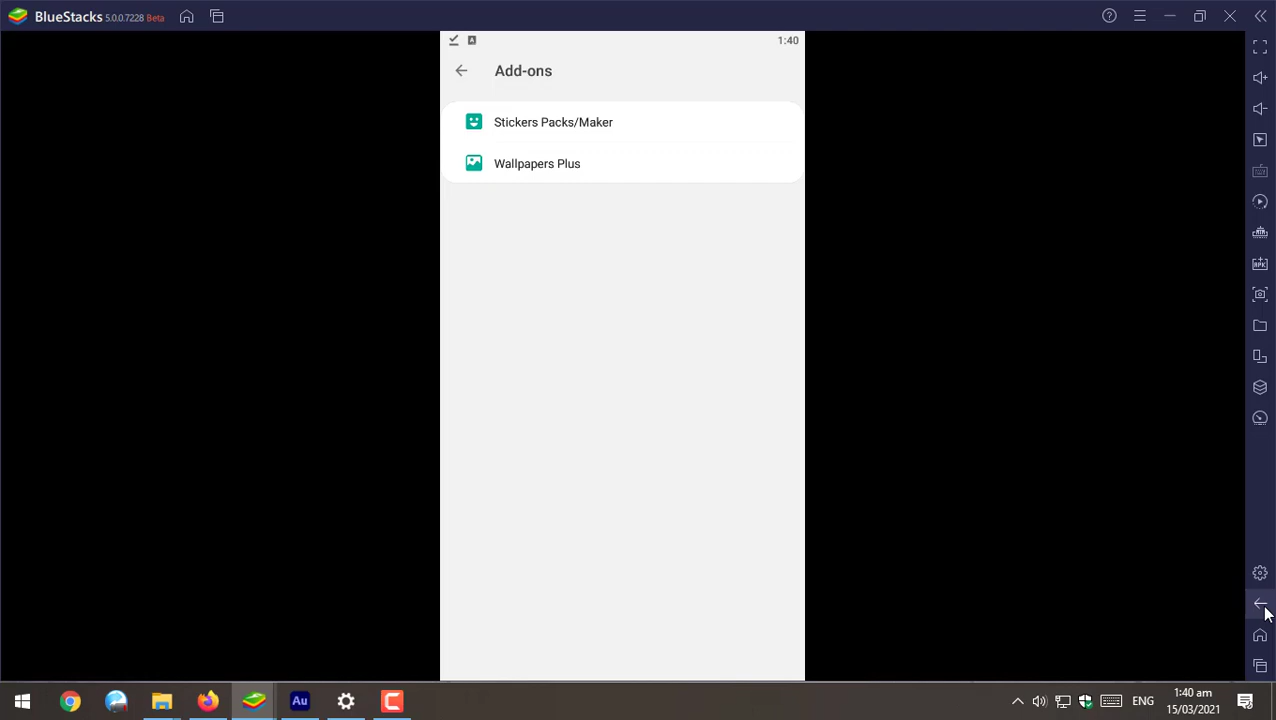 BlueStacks 5.0.0.7228 Beta
1:40
Add-ons
Stickers Packs/Maker
Wallpapers Plus
Au
ENG
1:40 am
15/03/2021